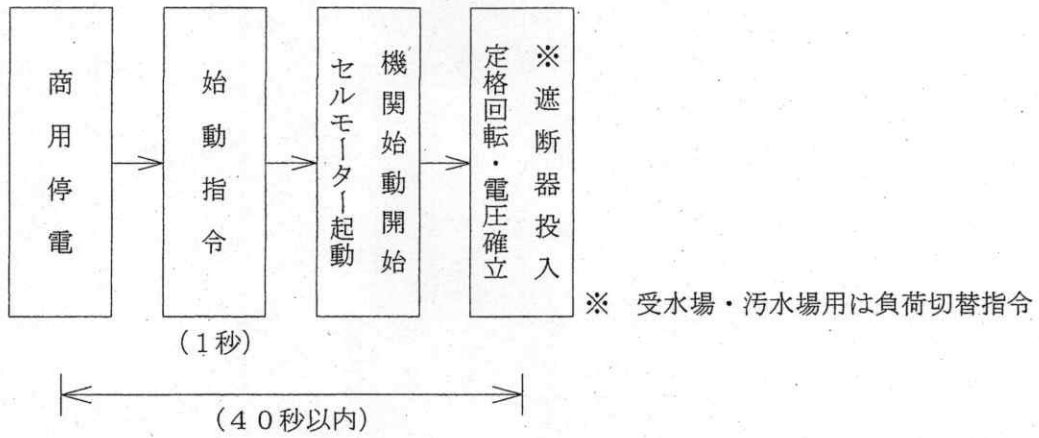 商用停電
始動指令
機関始動開始
セルモーター起動
※遮断器投入
定格回転・電圧確立
※ 受水場・汚水場用は負荷切替指令
(1秒)
(40秒以内)